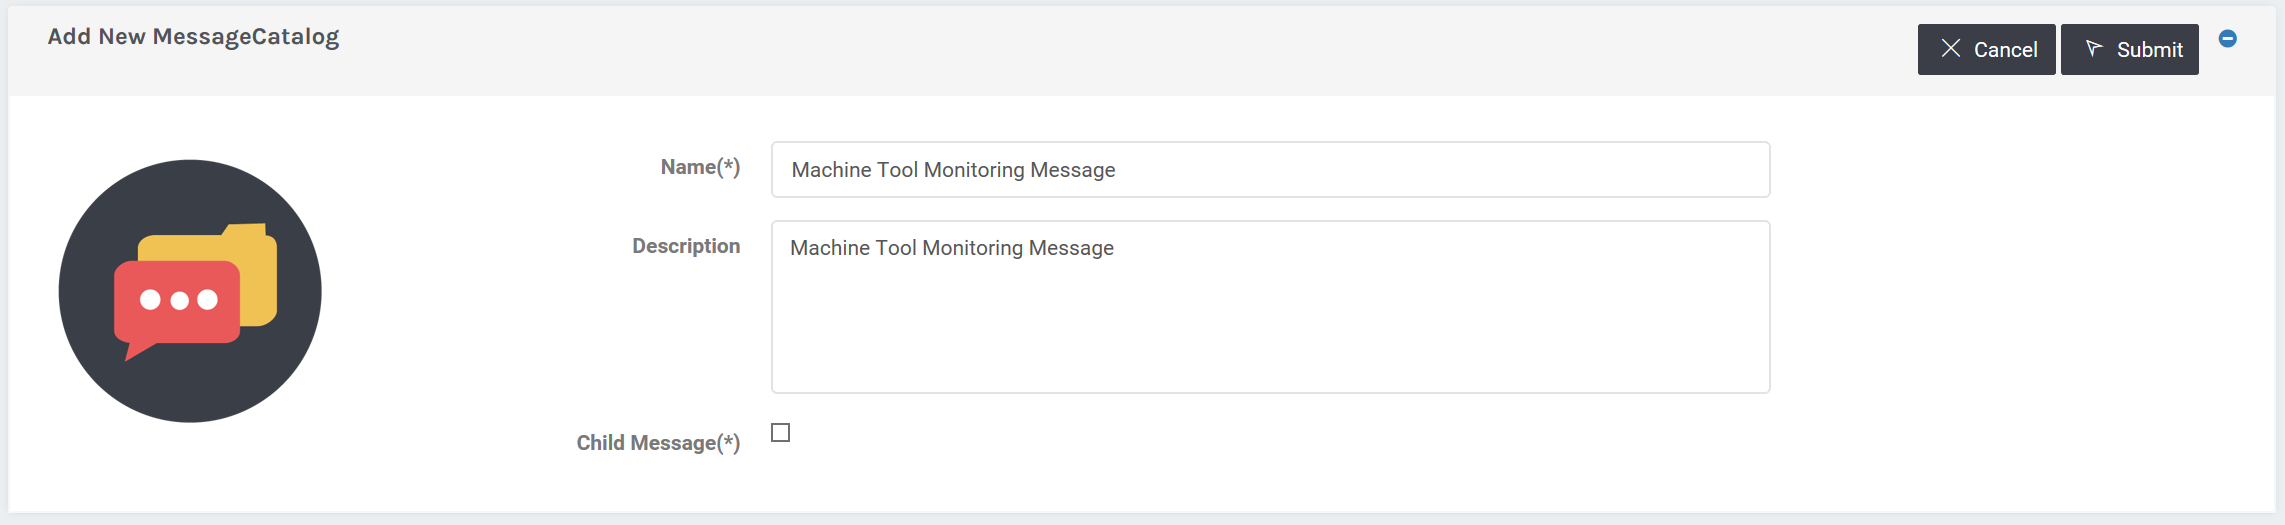 Add New MessageCatalog
Cancel
Submit
Name(*)
Machine Tool Monitoring Message
Description
Machine Tool Monitoring Message
Child Message(*)